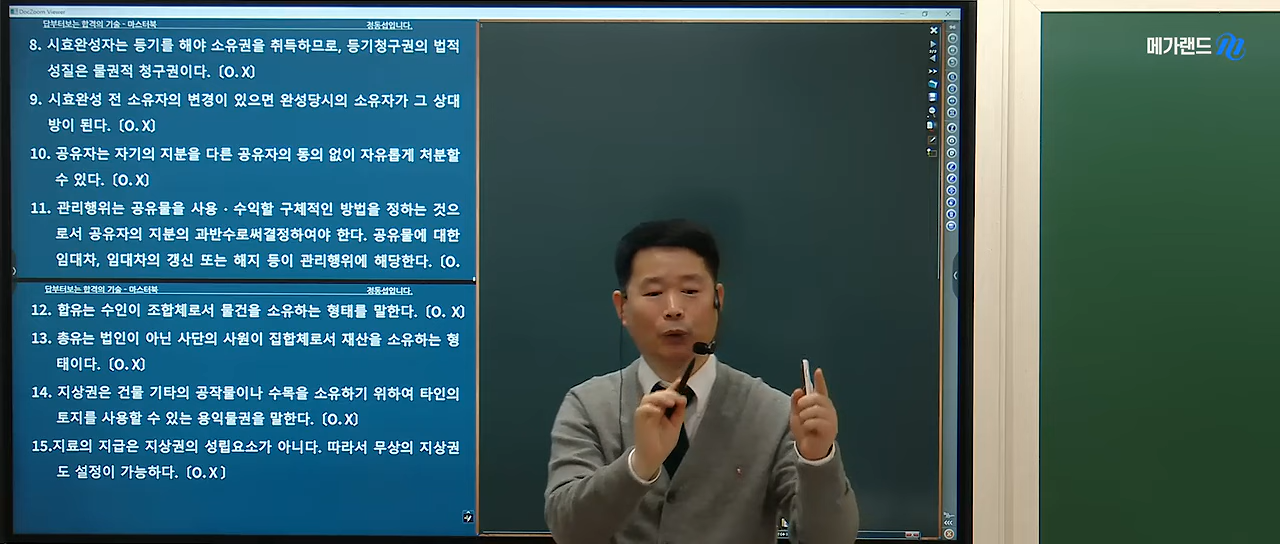 DocZoom Viewer
답부터보는 합격의 기술 - 마스터북
정동섭입니다.
8. 시효완성자는 등기를 해야 소유권을 취득하므로, 등기청구권의 법적
성질은 물권적 청구권이다. (O. X)
9. 시효완성 전 소유자의 변경이 있으면 완성당시의 소유자가 그 상대
방이 된다. (O. X)
10. 공유자는 자기의 지분을 다른 공유자의 동의 없이 자유롭게 처분할
수 있다. (O. X)
11. 관리행위는 공유물을 사용 · 수익할 구체적인 방법을 정하는 것으
로서 공유자의 지분의 과반수로써결정하여야 한다. 공유물에 대한
임대차, 임대차의 갱신 또는 해지 등이 관리행위에 해당한다. (O.
답부터보는 합격의 기술 - 마스터북
정동섭입니다.
12. 합유는 수인이 조합체로서 물건을 소유하는 형태를 말한다. (O. X)
13. 총유는 법인이 아닌 사단의 사원이 집합체로서 재산을 소유하는 형
태이다. (O. X)
14. 지상권은 건물 기타의 공작물이나 수목을 소유하기 위하여 타인의
토지를 사용할 수 있는 용익물권을 말한다. (O. X)
15.지료의 지급은 지상권의 성립요소가 아니다. 따라서 무상의 지상권
도 설정이 가능하다. (O. X )
메가랜드